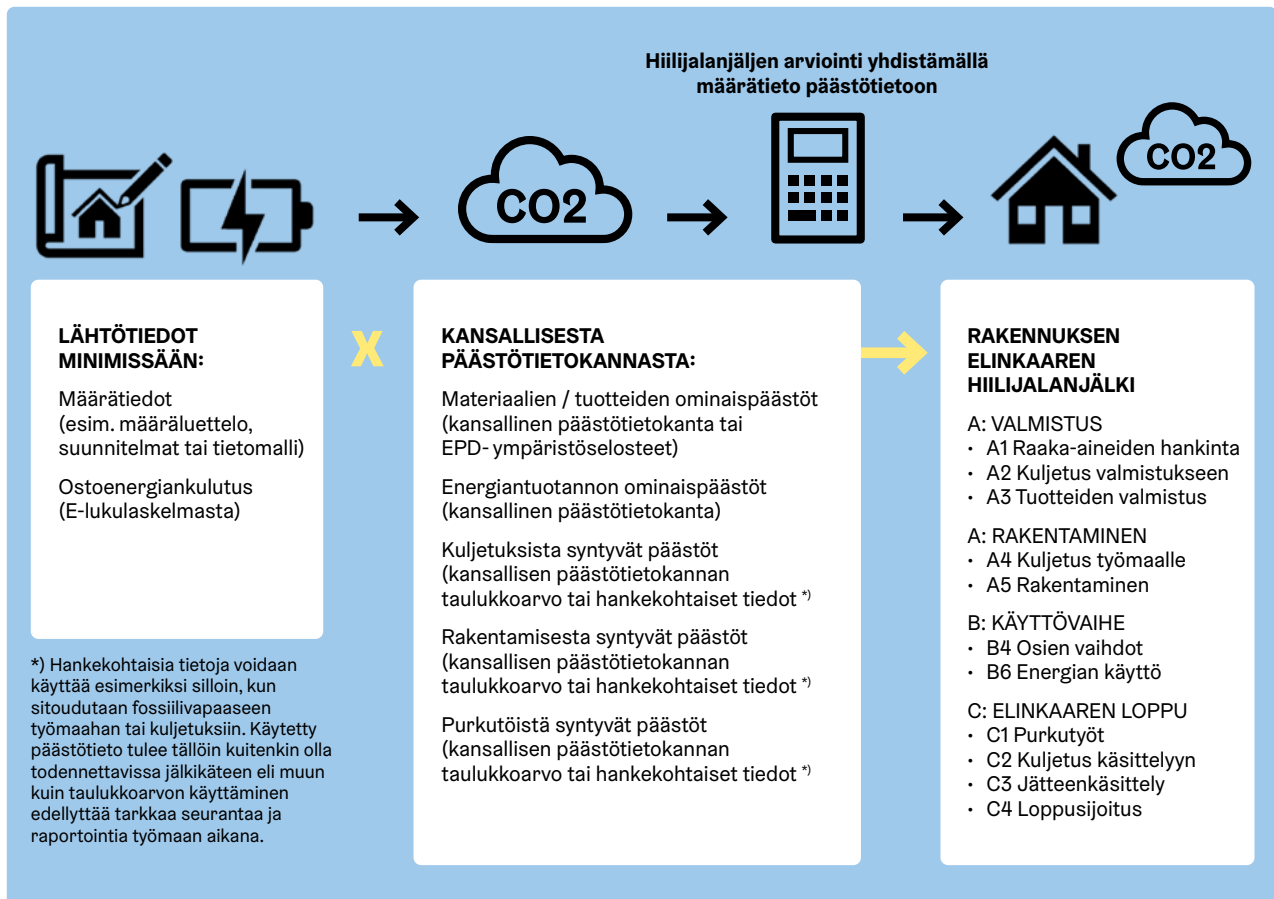 Hiilijalanjäljen arviointi yhdistämällä
määrätieto päästötietoon
CO2
CO2
LÄHTÖTIEDOT
MINIMISSÄÄN:
Määrätiedot
(esim. määräluettelo,
suunnitelmat tai tietomalli)
Ostoenergiankulutus
(E-lukulaskelmasta)
*) Hankekohtaisia tietoja voidaan
käyttää esimerkiksi silloin, kun
sitoudutaan fossiilivapaaseen
työmaahan tai kuljetuksiin. Käytetty
päästötieto tulee tällöin kuitenkin olla
todennettavissa jälkikäteen eli muun
kuin taulukkoarvon käyttäminen
edellyttää tarkkaa seurantaa ja
raportointia työmaan aikana.
X
KANSALLISESTA
PÄÄSTÖTIETOKANNASTA:
Materiaalien / tuotteiden ominaispäästöt
(kansallinen päästötietokanta tai
EPD- ympäristöselosteet)
Energiantuotannon ominaispäästöt
(kansallinen päästötietokanta)
Kuljetuksista syntyvät päästöt
(kansallisen päästötietokannan
taulukkoarvo tai hankekohtaiset tiedot *)
Rakentamisesta syntyvät päästöt
(kansallisen päästötietokannan
taulukkoarvo tai hankekohtaiset tiedot *)
Purkutöistä syntyvät päästöt
(kansallisen päästötietokannan
taulukkoarvo tai hankekohtaiset tiedot *)
RAKENNUKSEN
ELINKAAREN
HIILIJALANJÄLKI
A: VALMISTUS
• A1 Raaka-aineiden hankinta
• A2 Kuljetus valmistukseen
• A3 Tuotteiden valmistus
A: RAKENTAMINEN
• A4 Kuljetus työmaalle
• A5 Rakentaminen
B: KÄYTTÖVAIHE
• B4 Osien vaihdot
• B6 Energian käyttö
C: ELINKAAREN LOPPU
• C1 Purkutyöt
• C2 Kuljetus käsittelyyn
• C3 Jätteenkäsittely
• C4 Loppusijoitus